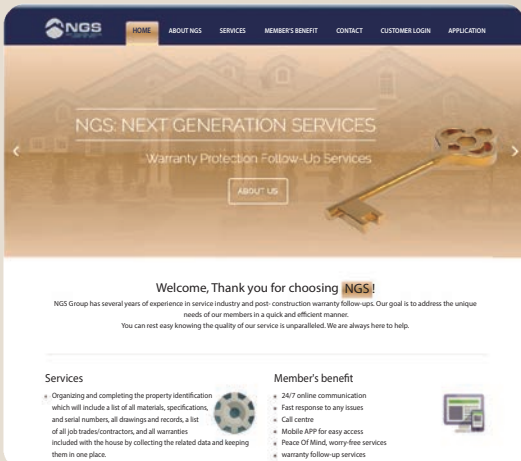 NGS
HOME ABOUT NGS SERVICES MEMBER'S BENEFIT CONTACT CUSTOMER LOGIN APPLICATION
NGS: NEXT GENERATION SERVICES
Warranty Protection Follow-Up Services
ABOUT US
Welcome, Thank you for choosing NGS!
NGS Group has several years of experience in service industry and post- construction warranty follow-ups. Our goal is to address the unique
needs of our members in a quick and efficient manner.
You can rest easy knowing the quality of our service is unparalleled. We are always here to help.
Services
Organizing and completing the property identification
which will include a list of all materials, specifications,
and serial numbers, all drawings and records, a list
of all job trades/contractors, and all warranties
included with the house by collecting the related data and keeping
them in one place.
Member's benefit
24/7 online communication
Fast response to any issues
Call centre
Mobile APP for easy access
Peace Of Mind, worry-free services
warranty follow-up services